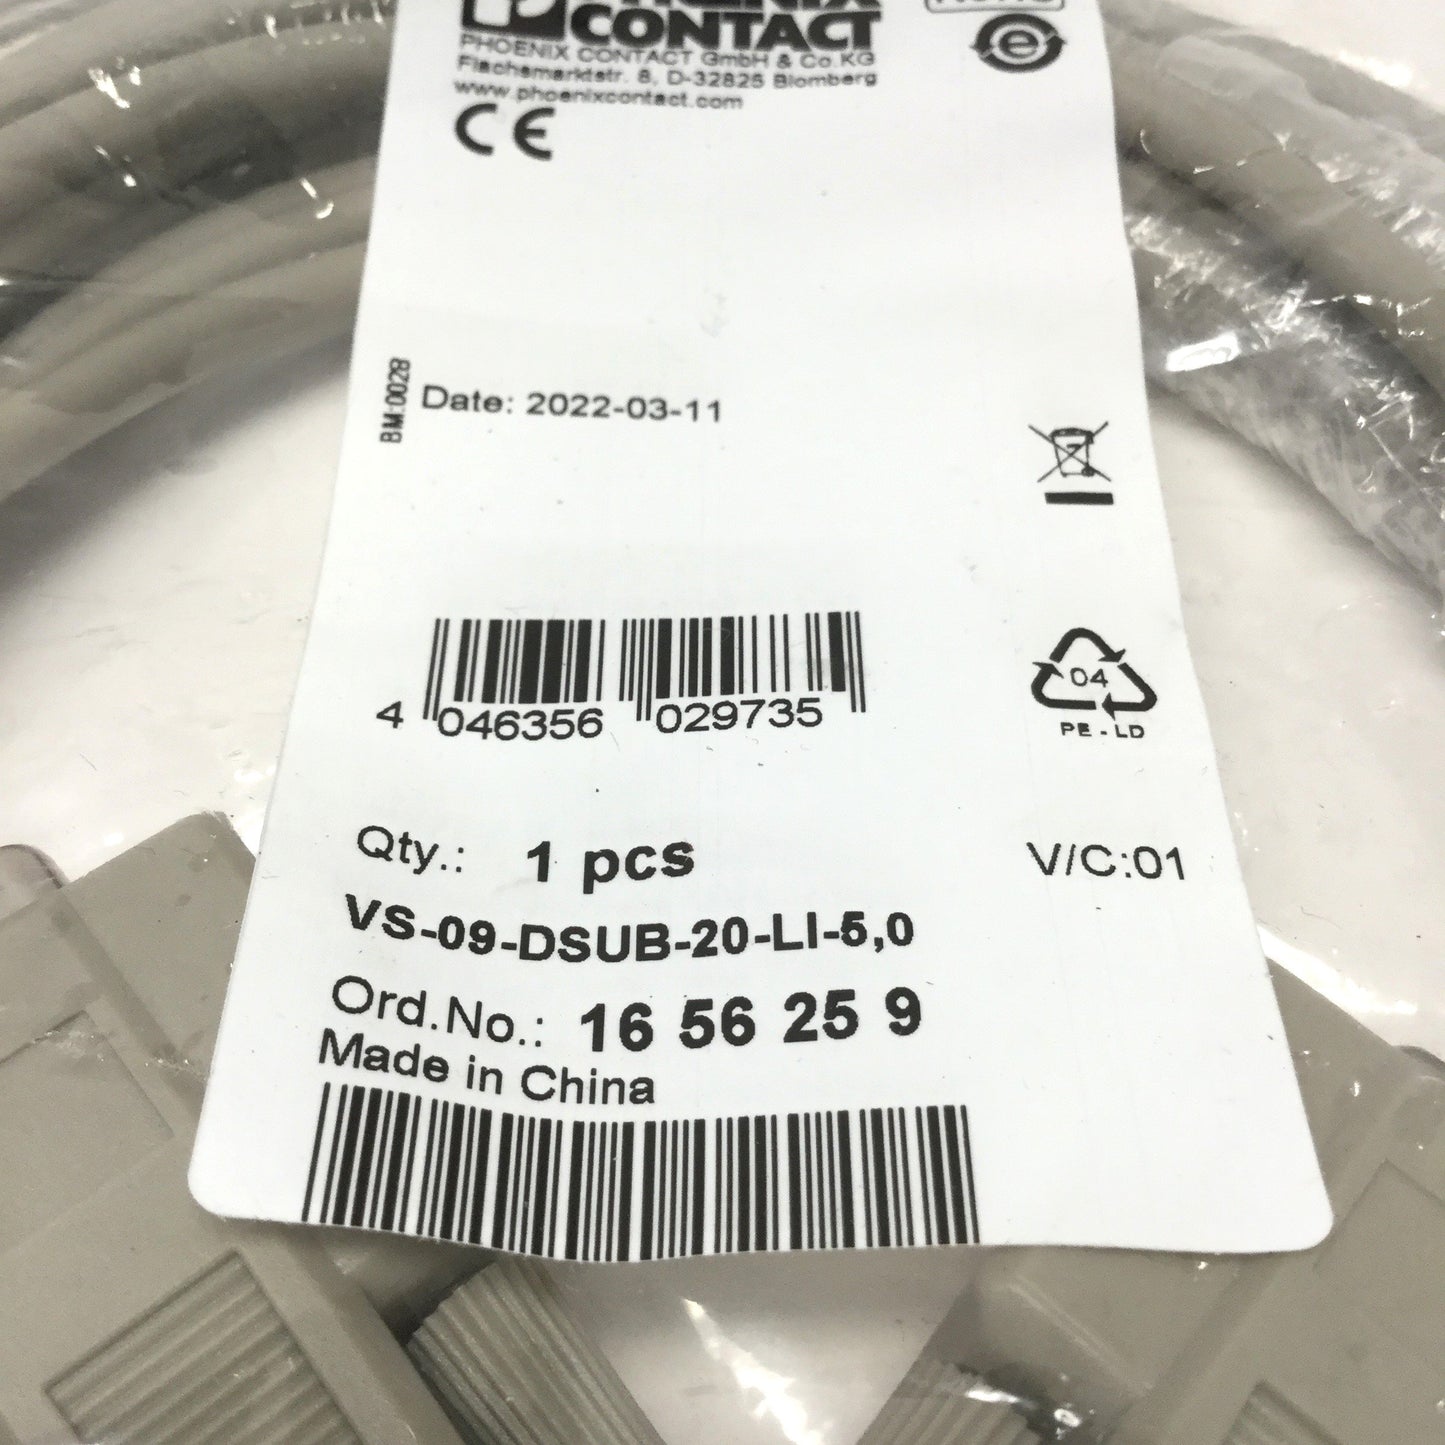 PHOENIX
CONTACT
RoHS
e
PHOENIX CONTACT GmbH & Co.KG
Flachsmarktstr. 8, D-32825 Blomberg
www.phoenixcontact.com
CE
BM:0028
Date: 2022-03-11
4 046356 029735
04
PE-LD
Qty.: 1 pcs
V/C:01
VS-09-DSUB-20-LI-5,0
Ord.No.: 16 56 25 9
Made in China